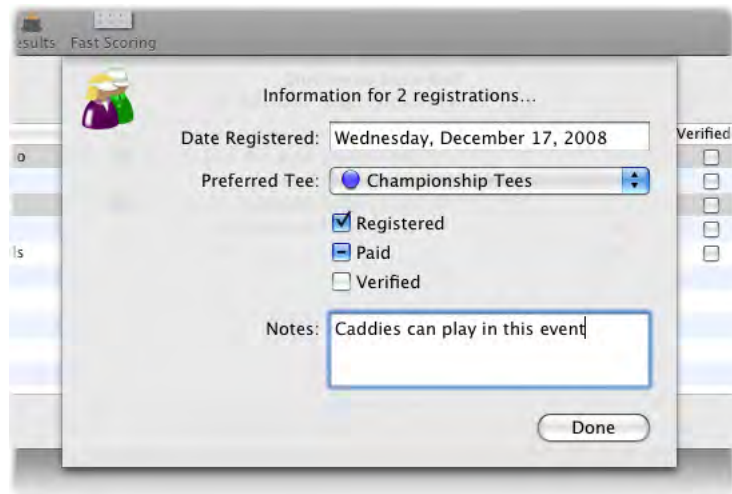 esults Fast Scoring
Information for 2 registrations...
Date Registered: Wednesday, December 17, 2008
Verified
o
Preferred Tee: Championship Tees
Registered
Paid
ls
Verified
Notes: Caddies can play in this event
Done